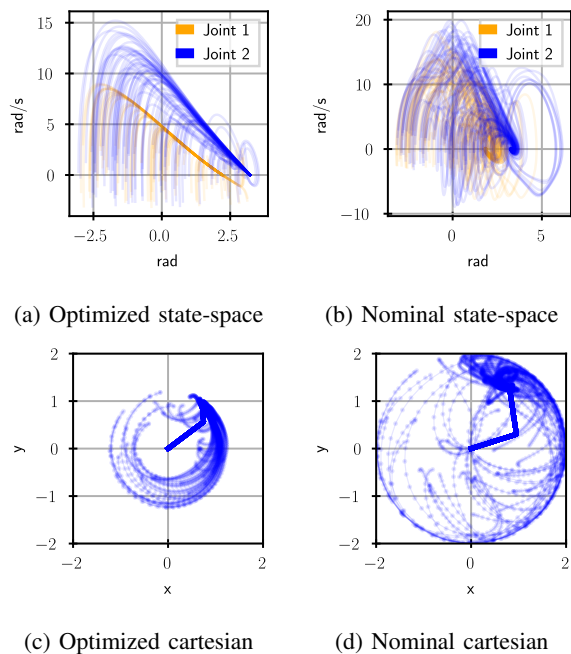 15
10
5
0
rad/s
−2.5 0.0 2.5
rad
Joint 1
Joint 2
(a) Optimized state-space
20
10
0
−10
rad/s
0 5
rad
Joint 1
Joint 2
(b) Nominal state-space
2
1
0
−1
−2
y
−2 0 2
x
(c) Optimized cartesian
2
1
0
−1
−2
y
−2 0 2
x
(d) Nominal cartesian